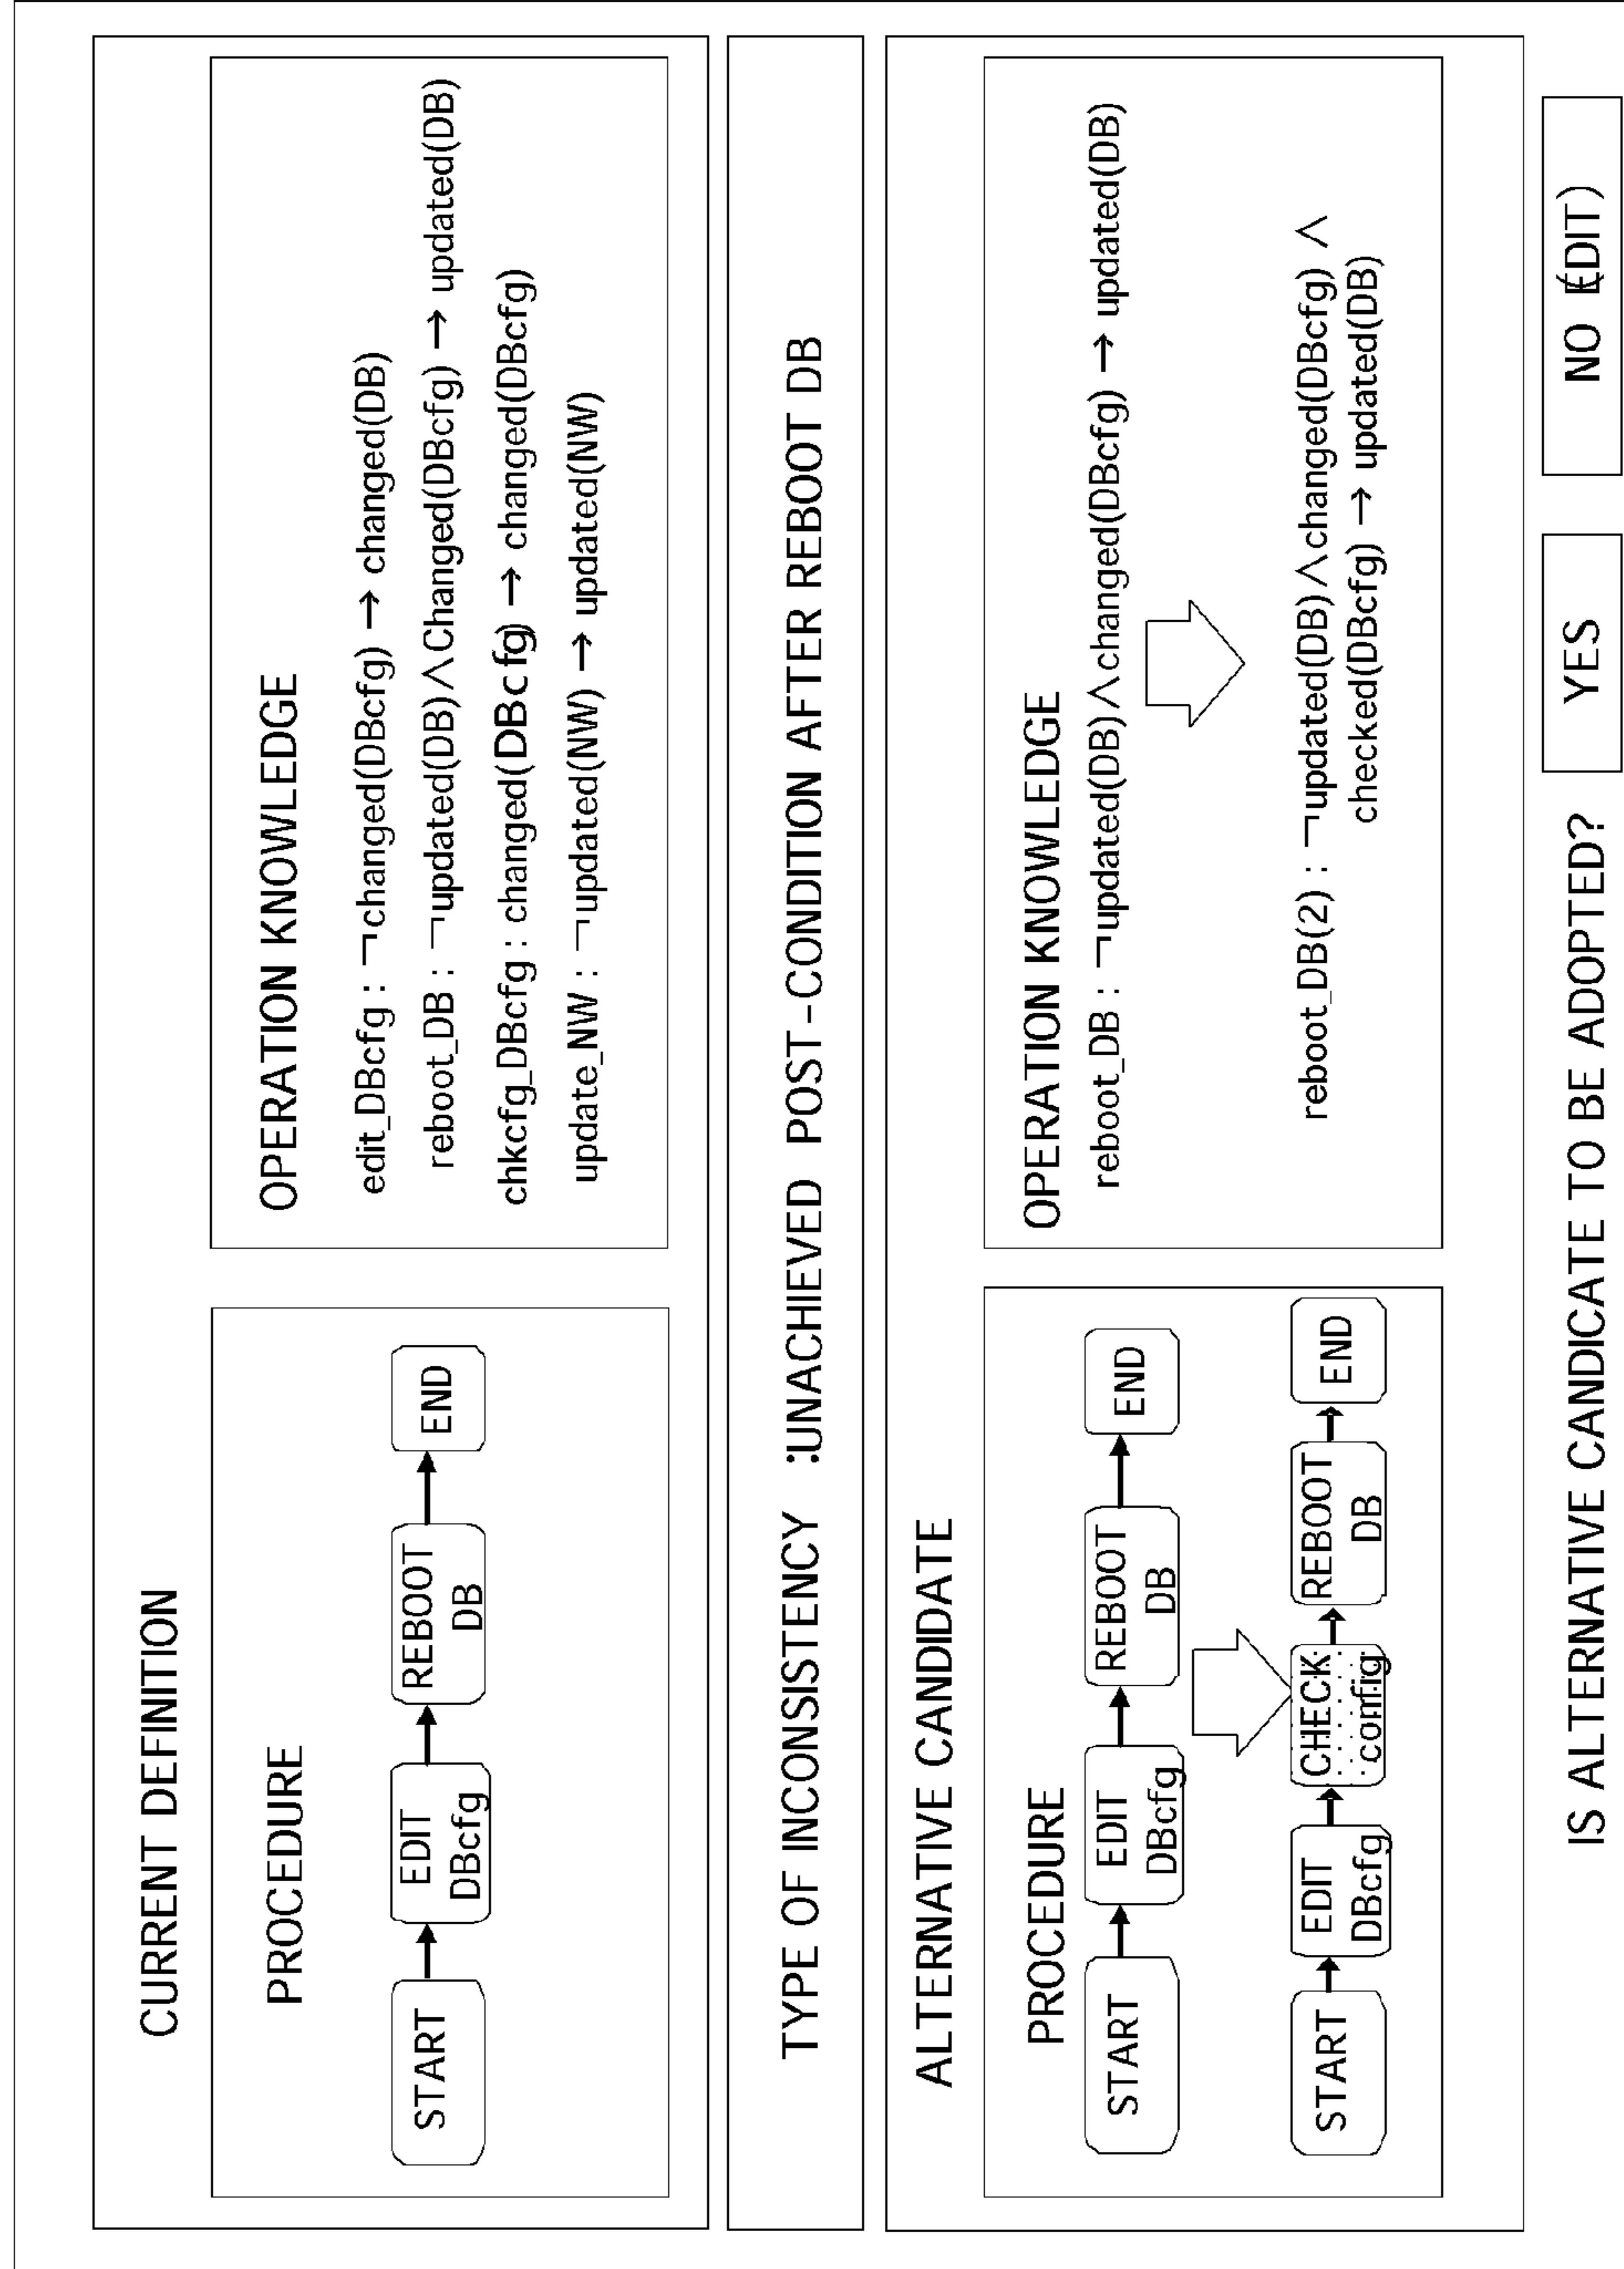 CURRENT DEFINITION
PROCEDURE
START
EDIT
DBcfg
REBOOT
DB
END
OPERATION KNOWLEDGE
edit_DBcfg : ￢changed(DBcfg) → changed(DB)
reboot_DB : ￢updated(DB)∧Changed(DBcfg) → updated(DB)
chkcfg_DBcfg : changed(DBcfg) → changed(DBcfg)
update_NW : ￢updated(NW) → updated(NW)
TYPE OF INCONSISTENCY :UNACHIEVED POST-CONDITION AFTER REBOOT DB
ALTERNATIVE CANDIDATE
PROCEDURE
START
EDIT
DBcfg
REBOOT
DB
END
START
EDIT
DBcfg
CHECK
config
REBOOT
DB
END
OPERATION KNOWLEDGE
reboot_DB : ￢updated(DB)∧changed(DBcfg) → updated(DB)
reboot_DB(2) : ￢updated(DB)∧changed(DBcfg) ∧
checked(DBcfg) → updated(DB)
IS ALTERNATIVE CANDICATE TO BE ADOPTED?
YES
NO (EDIT)